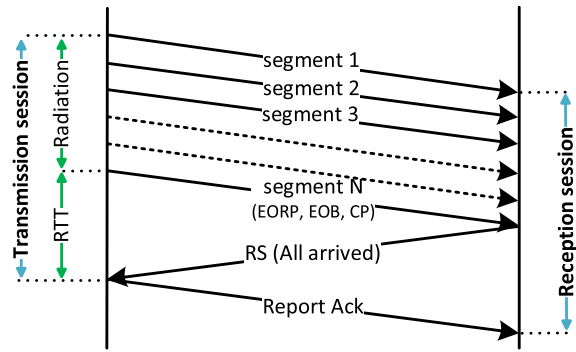 Transmission session
Radiation
RTT
segment 1
segment 2
segment 3
segment N
(EORP, EOB, CP)
RS (All arrived)
Report Ack
Reception session